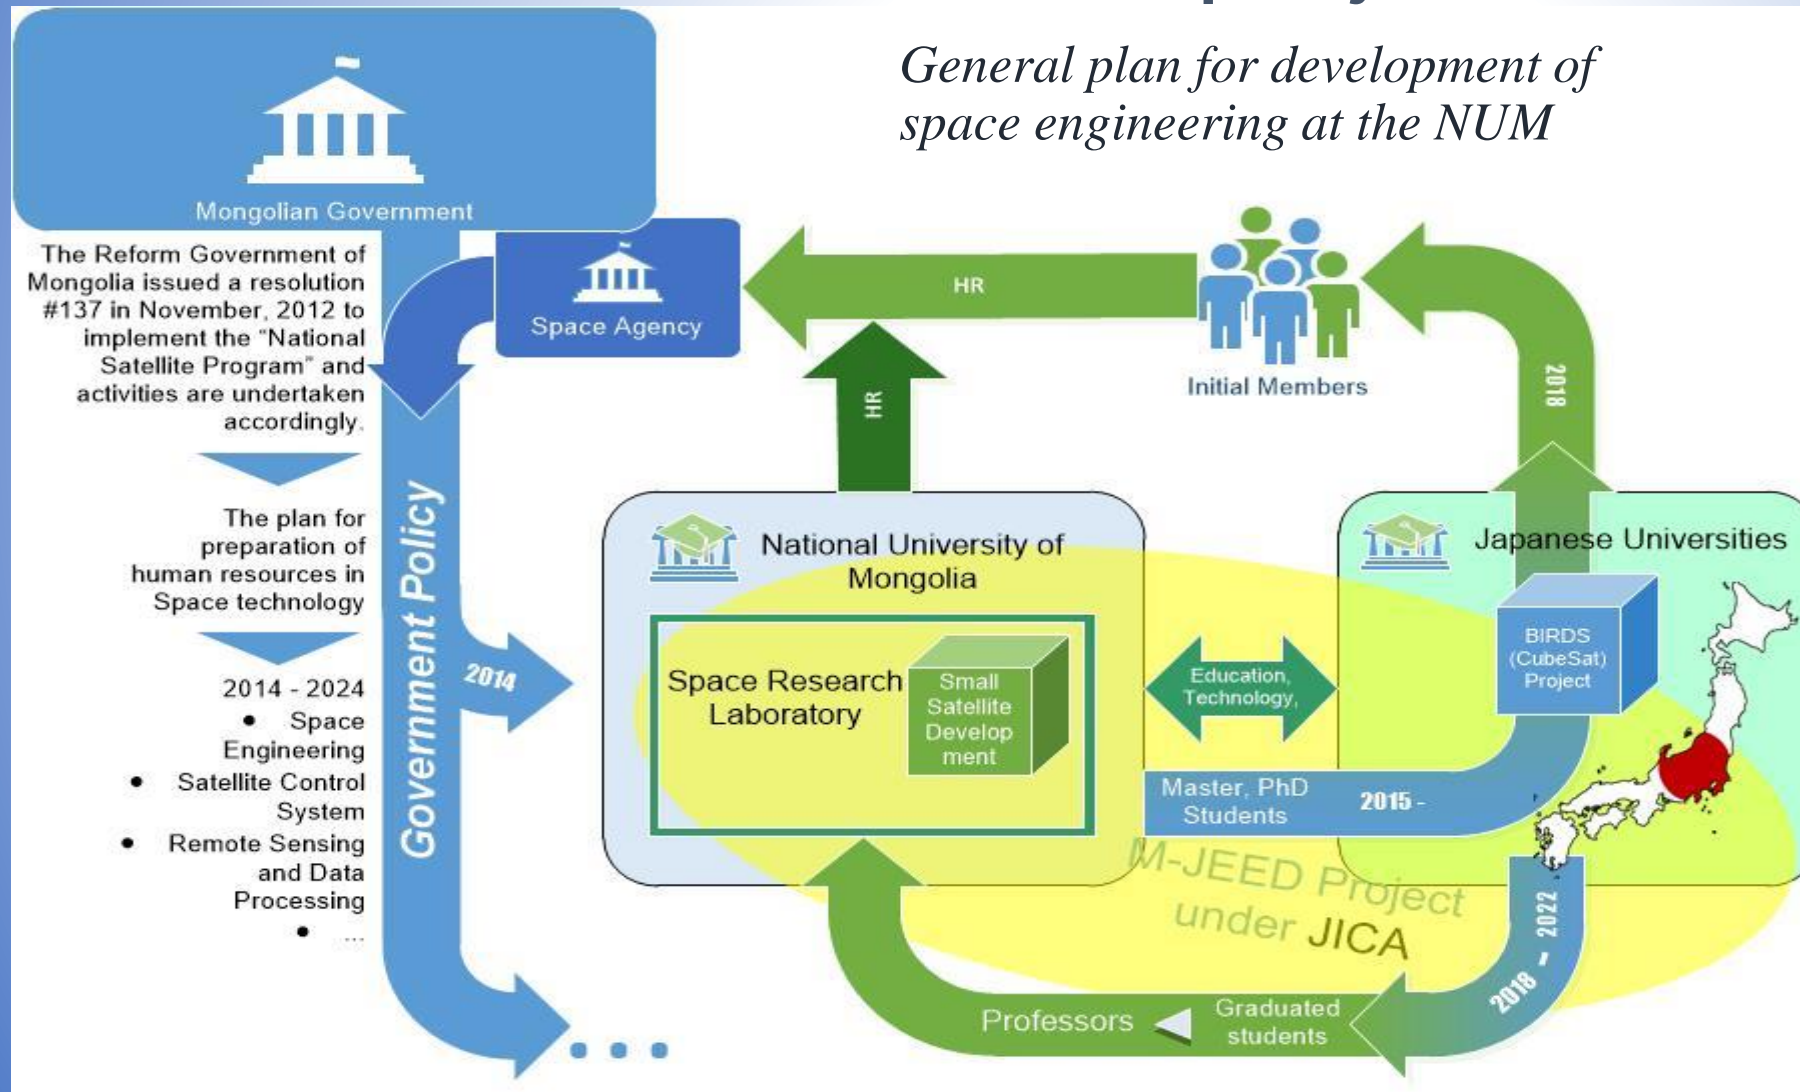 General plan for development of
space engineering at the NUM
Mongolian Government
The Reform Government of
Mongolia issued a resolution
#137 in November, 2012 to
implement the “National
Satellite Program” and
activities are undertaken
accordingly.
The plan for
preparation of
human resources in
Space technology
2014 - 2024
• Space
Engineering
• Satellite Control
System
• Remote Sensing
and Data
Processing
• ...
Government Policy
2014
Space Agency
HR
HR
Initial Members
2018
National University of
Mongolia
Space Research
Laboratory
Small
Satellite
Develop
ment
Education,
Technology,
Japanese Universities
BIRDS
(CubeSat)
Project
Master, PhD
Students
2015 -
M-JEED Project
under JICA
2018 - 2022
Graduated
students
Professors
• • •